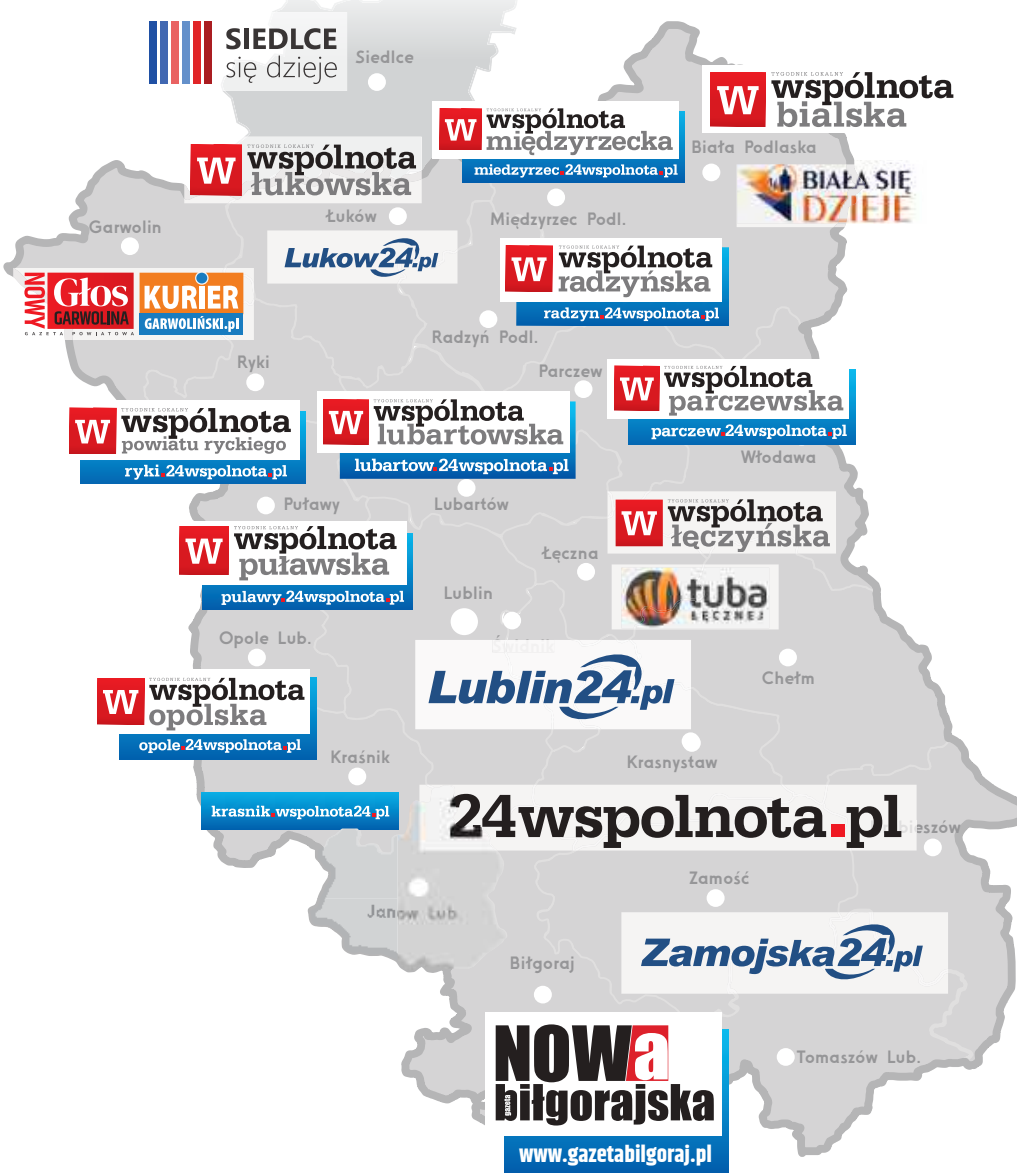 SIEDLCE
się dzieje
Siedlce
W
TYGODNIK LOKALNY
wspólnota
bialska
W
TYGODNIK LOKALNY
wspólnota
międzyrzecka
miedzyrzec.24wspolnota.pl
Biała Podlaska
W
TYGODNIK LOKALNY
wspólnota
łukowska
BIAŁA SIĘ
DZIEJE
Łuków
Międzyrzec Podl.
Garwolin
Lukow24.pl
W
TYGODNIK LOKALNY
wspólnota
radzyńska
radzyn.24wspolnota.pl
NOWY
Głos
GARWOLINA
GAZETA POWIATOWA
KURIER
GARWOLIŃSKI.pl
Radzyń Podl.
Ryki
Parczew
W
TYGODNIK LOKALNY
wspólnota
parczewska
parczew.24wspolnota.pl
W
TYGODNIK LOKALNY
wspólnota
powiatu ryckiego
ryki.24wspolnota.pl
W
TYGODNIK LOKALNY
wspólnota
lubartowska
lubartow.24wspolnota.pl
Włodawa
Puławy
Lubartów
W
TYGODNIK LOKALNY
wspólnota
łęczyńska
W
TYGODNIK LOKALNY
wspólnota
puławska
pulawy.24wspolnota.pl
Łęczna
tuba
ŁĘCZNEJ
Lublin
Opole Lub.
Świdnik
Lublin24.pl
Chełm
W
TYGODNIK LOKALNY
wspólnota
opolska
opole.24wspolnota.pl
Kraśnik
Krasnystaw
krasnik.wspolnota24.pl
24wspolnota.pl
bieszów
Zamość
Janow Lub.
Zamojska24.pl
Biłgoraj
NOWa
gazeta
biłgorajska
www.gazetabilgoraj.pl
Tomaszów Lub.